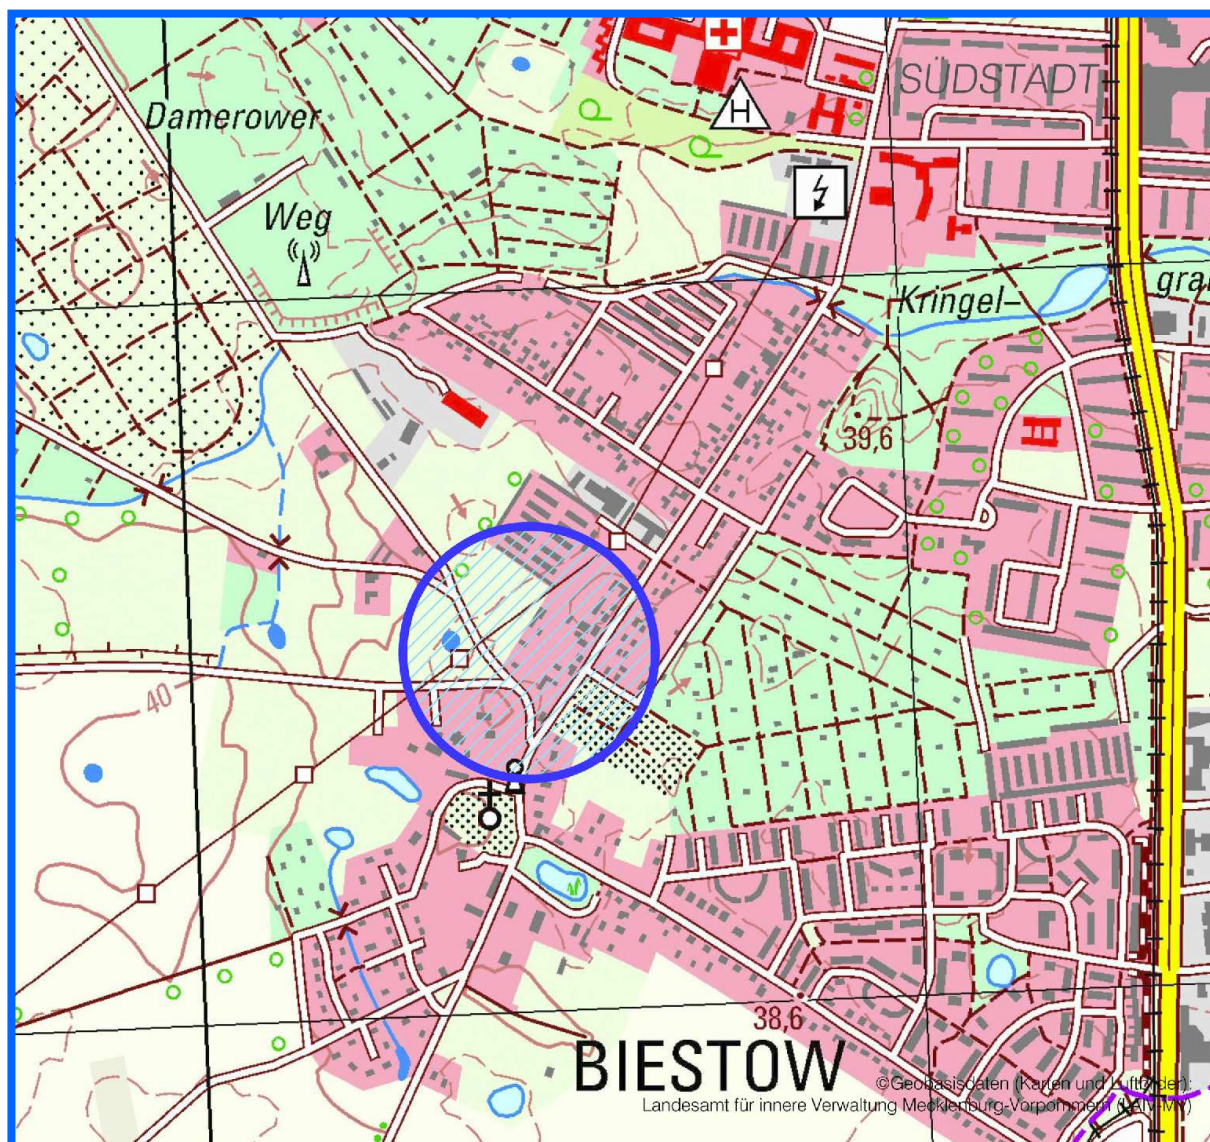 SÜDSTADT
H
Damerower
Weg
Kringel-
39,6
40
38,6
BIESTOW
©Geobasisdaten (Karten und Luftbilder):
Landesamt für innere Verwaltung Mecklenburg-Vorpommern (LAiV-MV)